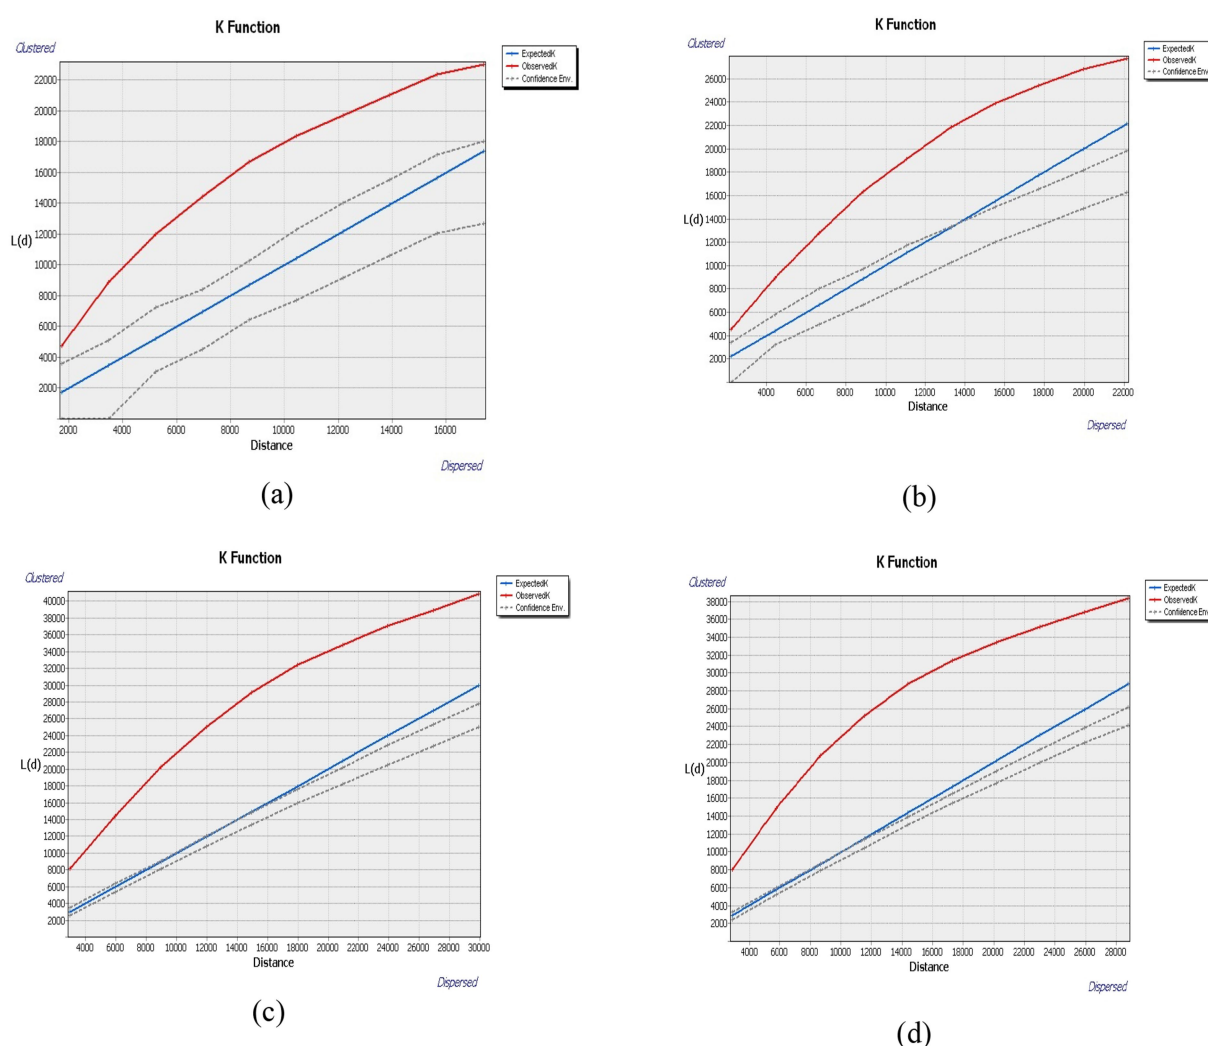 K Function
Clustered
ExpectedK
ObservedK
Confidence Env.
22000
20000
18000
16000
14000
L(d) 12000
10000
8000
6000
4000
2000
2000 4000 6000 8000 10000 12000 14000 16000
Distance
Dispersed
(a)
K Function
Clustered
ExpectedK
ObservedK
Confidence Env.
26000
24000
22000
20000
18000
16000
L(d) 14000
12000
10000
8000
6000
4000
2000
4000 6000 8000 10000 12000 14000 16000 18000 20000 22000
Distance
Dispersed
(b)
K Function
Clustered
ExpectedK
ObservedK
Confidence Env.
40000
38000
36000
34000
32000
30000
28000
26000
24000
22000
L(d) 20000
18000
16000
14000
12000
10000
8000
6000
4000
2000
4000 6000 8000 10000 12000 14000 16000 18000 20000 22000 24000 26000 28000 30000
Distance
Dispersed
(c)
K Function
Clustered
ExpectedK
ObservedK
Confidence Env
38000
36000
34000
32000
30000
28000
26000
24000
22000
20000
L(d) 18000
16000
14000
12000
10000
8000
6000
4000
2000
4000 6000 8000 10000 12000 14000 16000 18000 20000 22000 24000 26000 28000
Distance
Dispersed
(d)